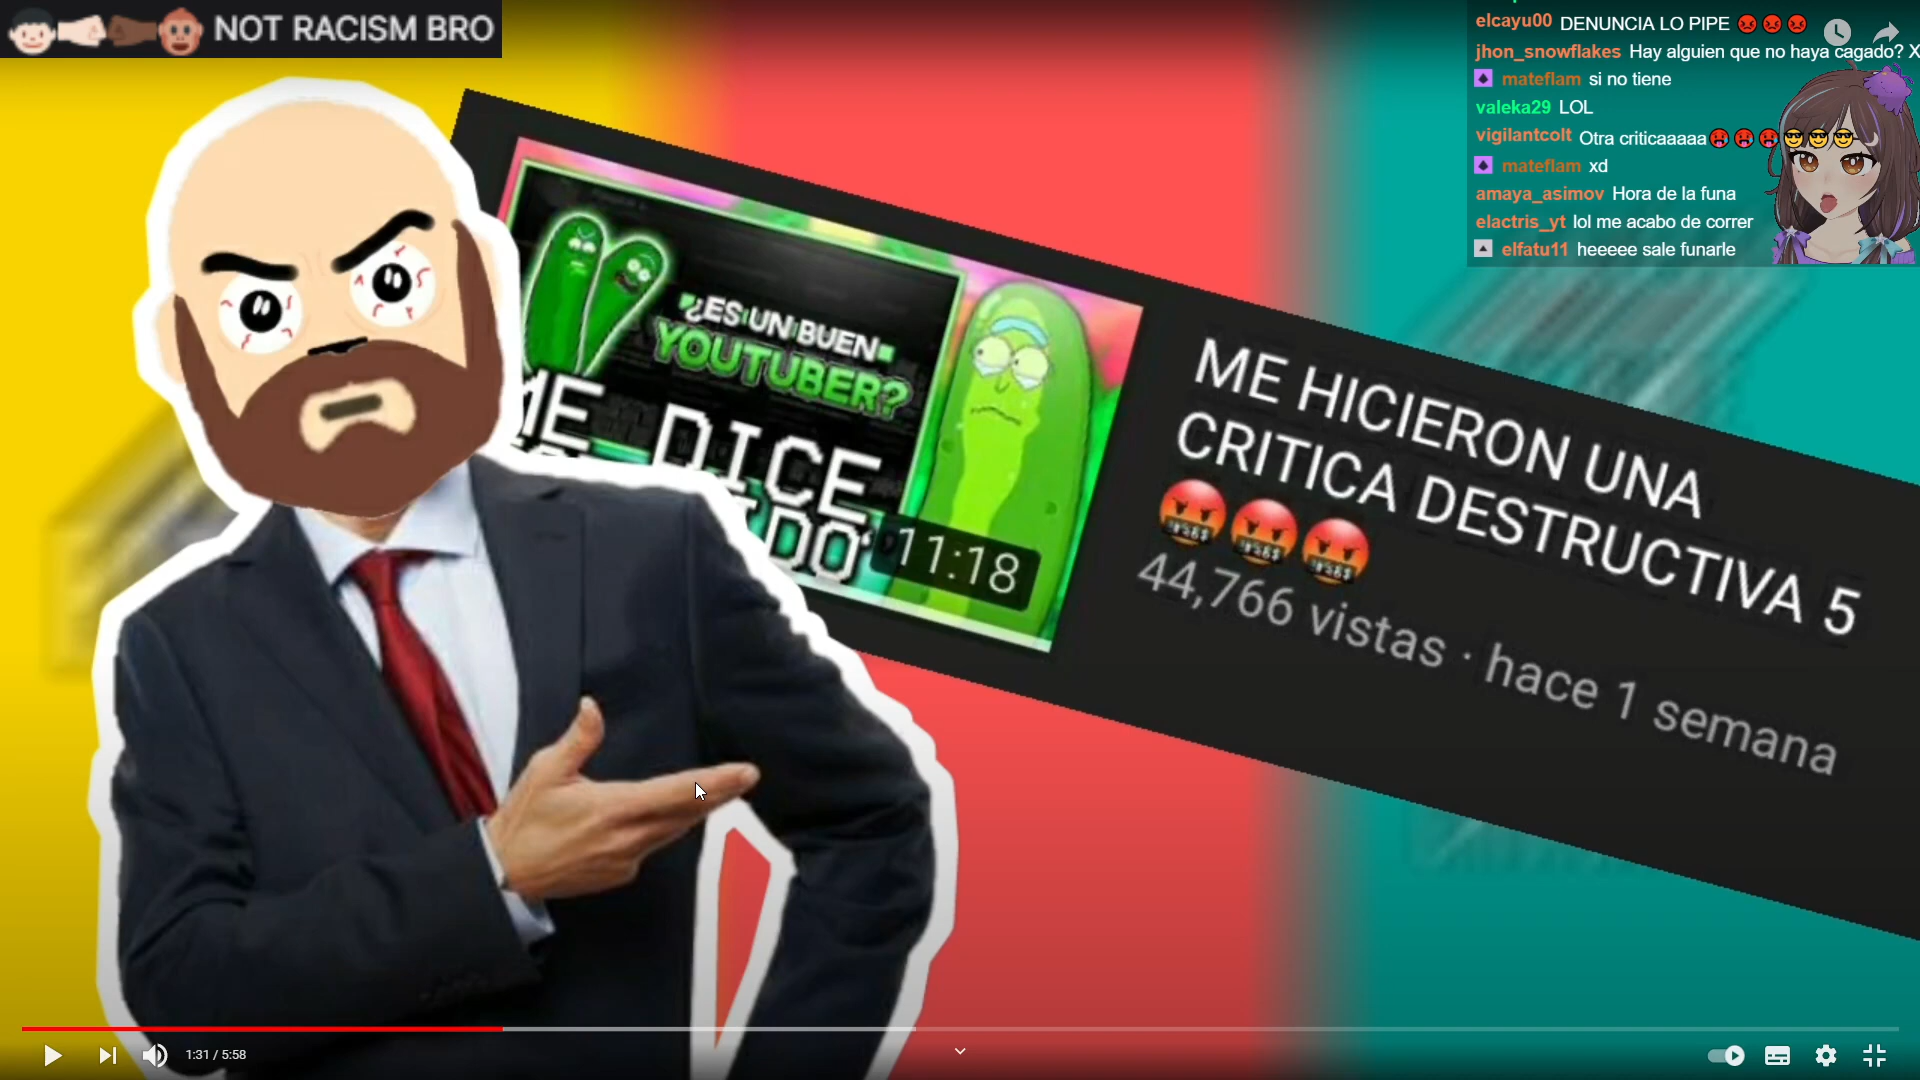 NOT RACISM BRO
elcayu00 DENUNCIA LO PIPE
jhon_snowflakes Hay alguien que no haya cagado? X
mateflam si no tiene
valeka29 LOL
vigilantcolt Otra criticaaaaa
mateflam xd
amaya_asimov Hora de la funa
elactris_yt lol me acabo de correr
elfatu11 heeeee sale funarle
¿ES UN BUEN
YOUTUBER?
ME DICE
11:18
ME HICIERON UNA
CRITICA DESTRUCTIVA 5
44,766 vistas · hace 1 semana
1:31 / 5:58